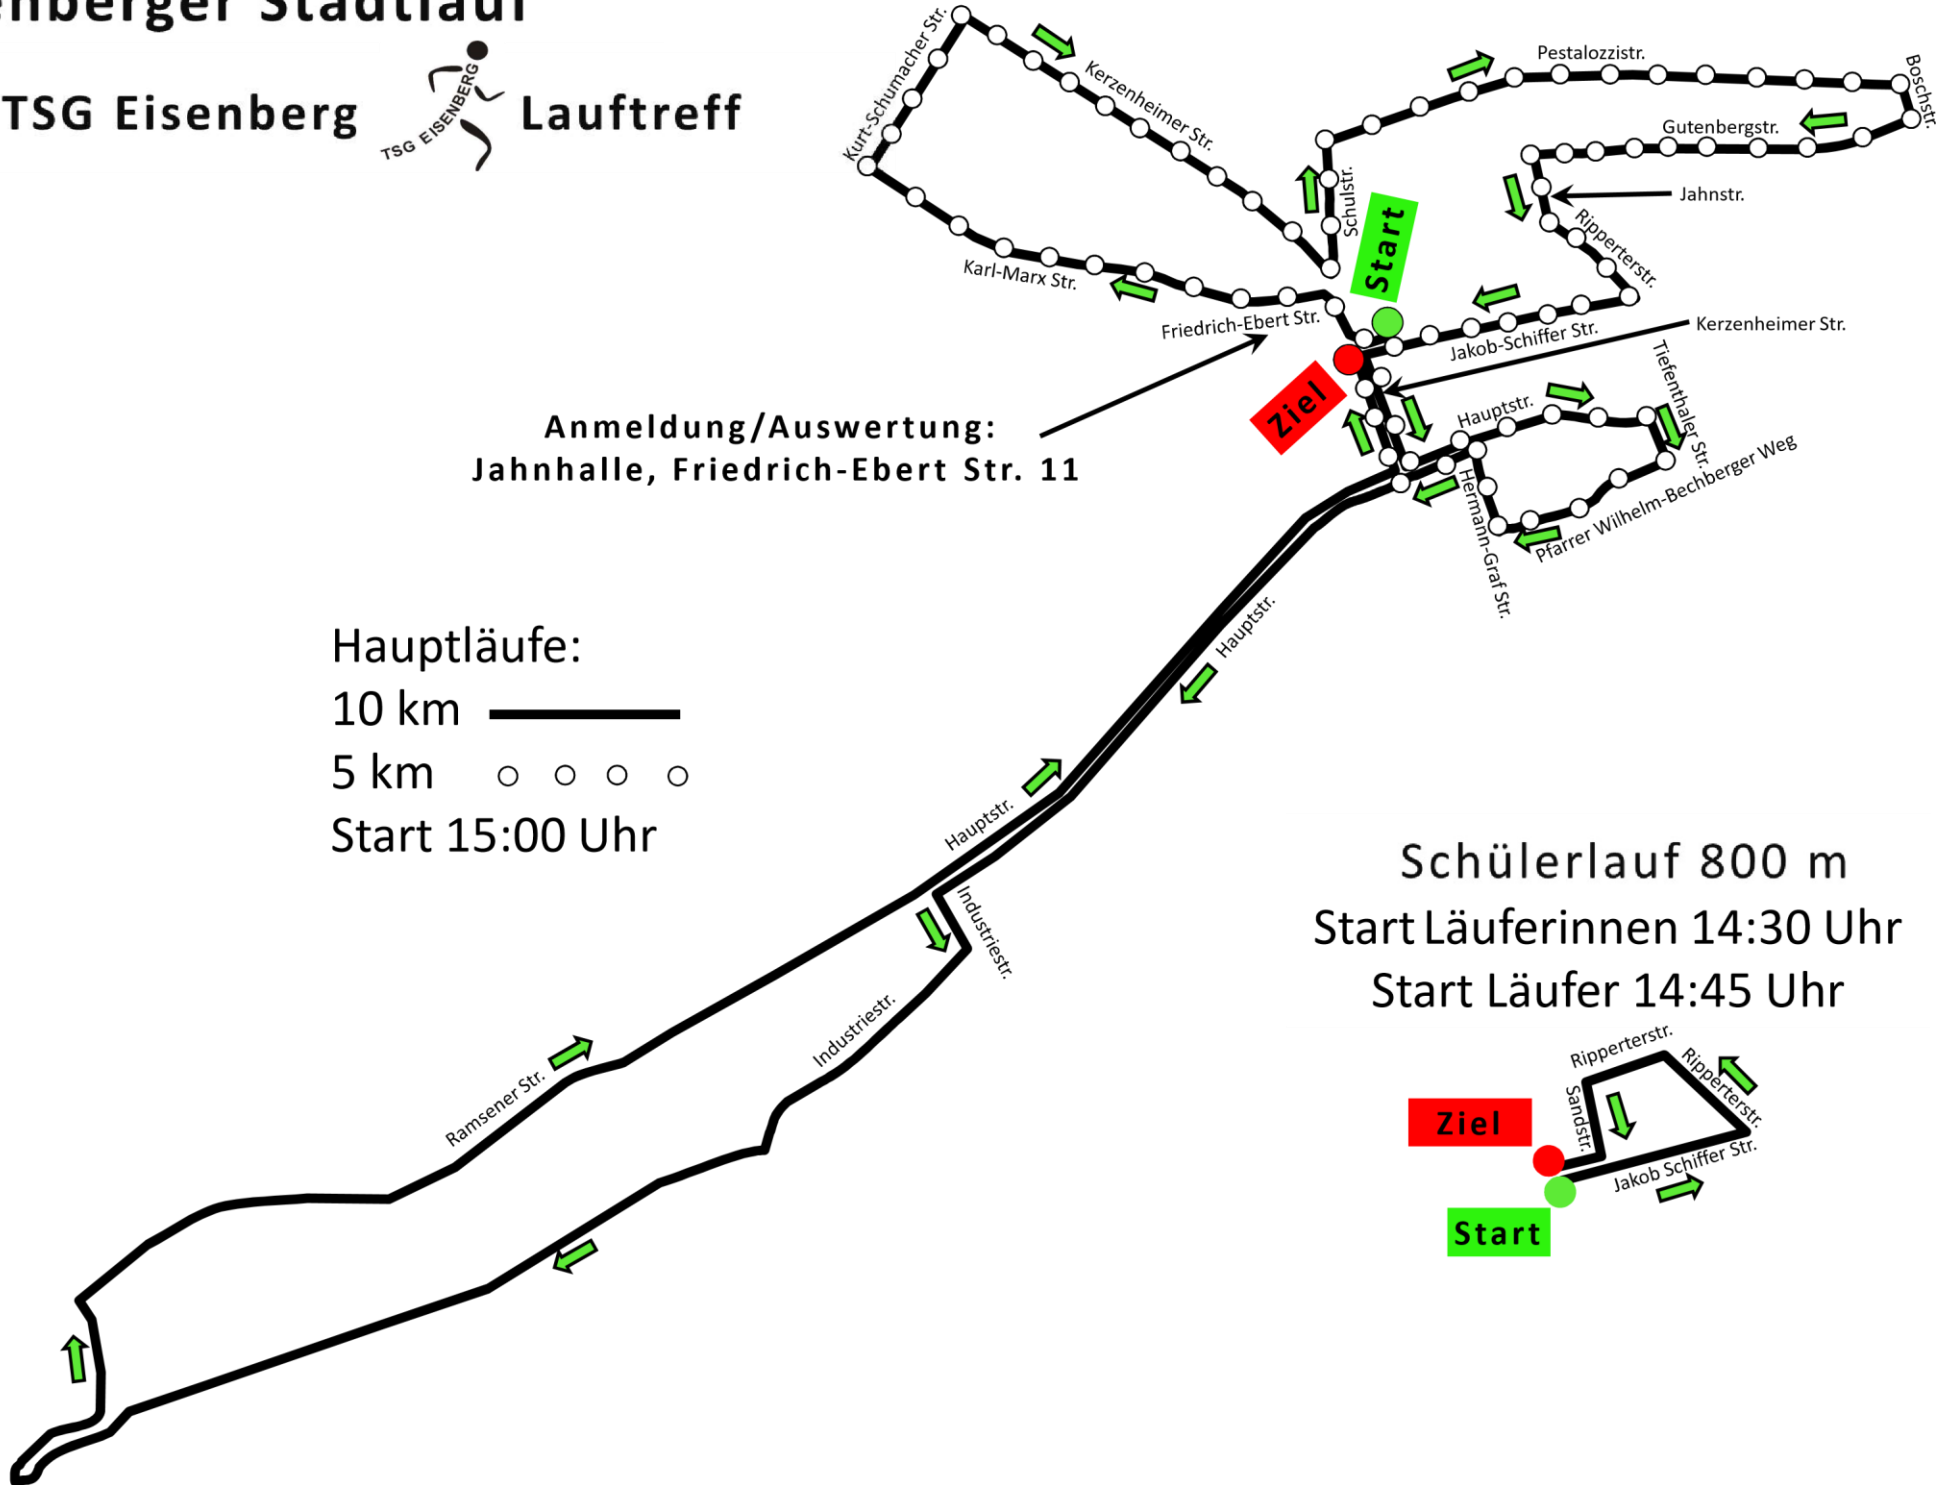 nberger Stadtlauf
TSG Eisenberg
TSG EISENBERG
Lauftreff
Kurt-Schumacher Str.
Kerzenheimer Str.
Pestalozzistr.
Boschstr.
Gutenbergstr.
Jahnstr.
Schulstr.
Ripperterstr.
Start
Karl-Marx Str.
Friedrich-Ebert Str.
Jakob-Schiffer Str.
Kerzenheimer Str.
Ziel
Tiefenthaler Str.
Hauptstr.
Anmeldung/Auswertung:
Jahnhalle, Friedrich-Ebert Str. 11
Pfarrer Wilhelm-Bechberger Weg
Hermann-Graf Str.
Hauptstr.
Hauptläufe:
10 km
5 km
Start 15:00 Uhr
Hauptstr.
Industriestr.
Industriestr.
Ramsener Str.
Schülerlauf 800 m
Start Läuferinnen 14:30 Uhr
Start Läufer 14:45 Uhr
Ripperterstr.
Ripperterstr.
Sandstr.
Ziel
Jakob Schiffer Str.
Start